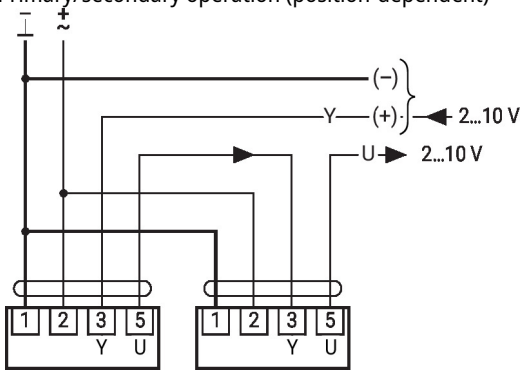 Primary/secondary operation (position-dependent)
– +
⊥ ~
(–)
Y (+) 2...10 V
U 2...10 V
1 2 3 5 1 2 3 5
Y U Y U